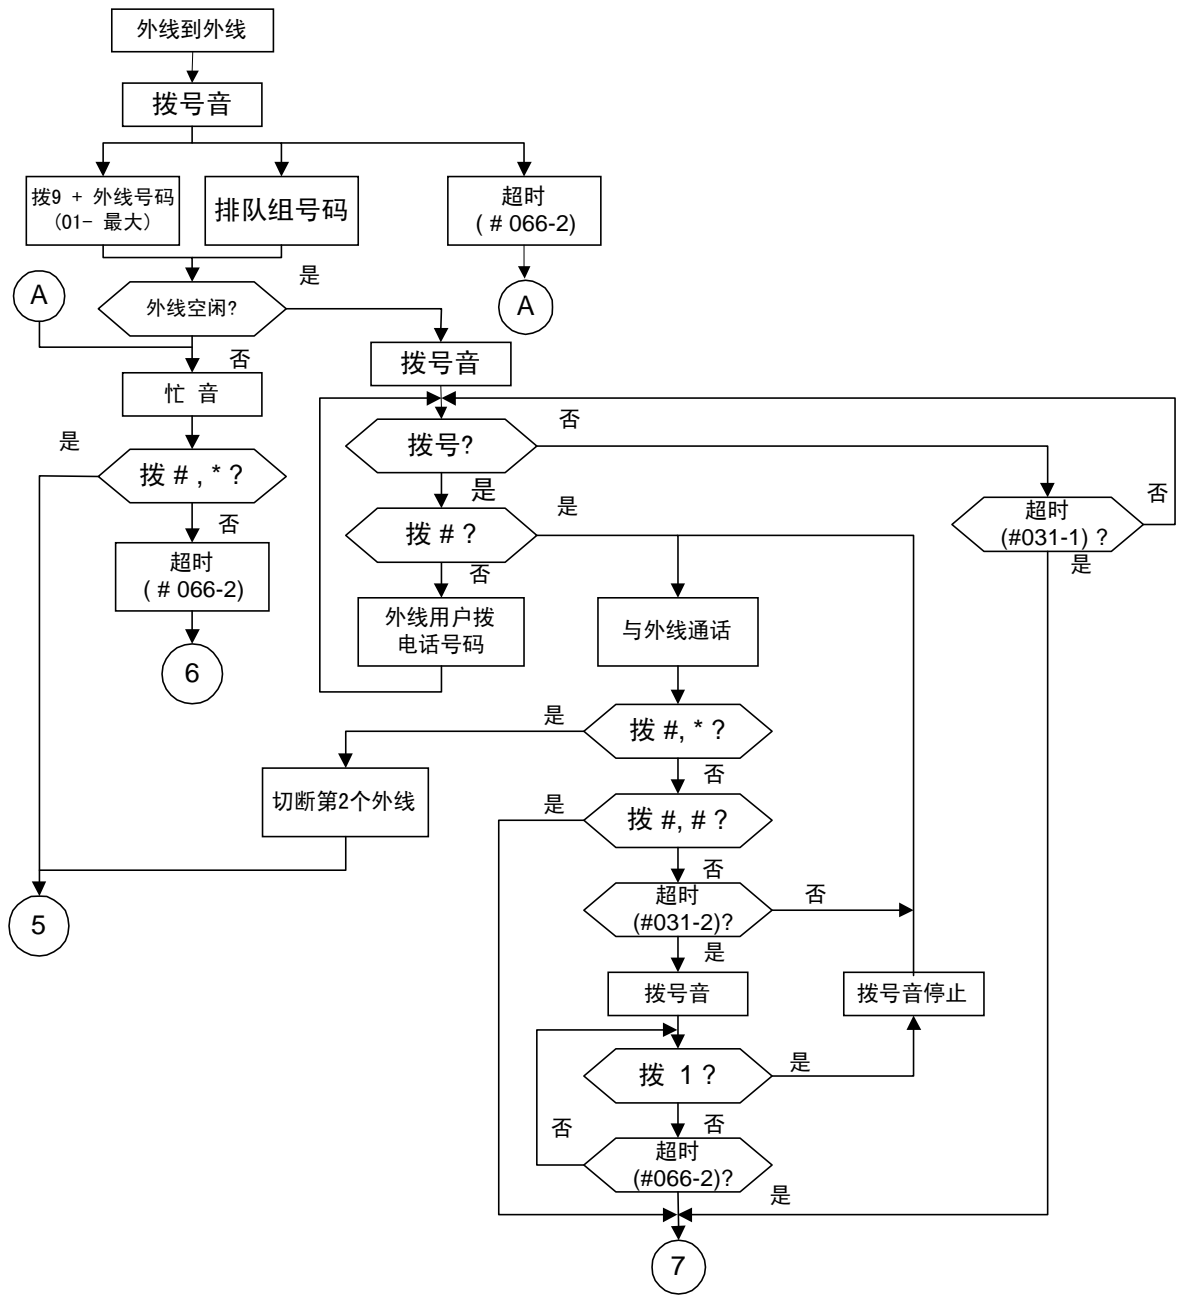 外线到外线
拨号音
拨9 + 外线号码
(01- 最大)
排队组号码
超时
( # 066-2)
是
A
外线空闲?
A
否
拨号音
忙 音
否
是
拨号?
拨 # , * ?
是
是
否
超时
(#031-1) ?
否
拨 # ?
是
超时
( # 066-2)
否
外线用户拨
电话号码
与外线通话
6
是
拨 #, * ?
否
切断第2个外线
是
拨 #, # ?
否
超时
(#031-2)?
否
5
是
拨号音
拨号音停止
拨 1 ?
是
否
否
超时
(#066-2)?
是
7